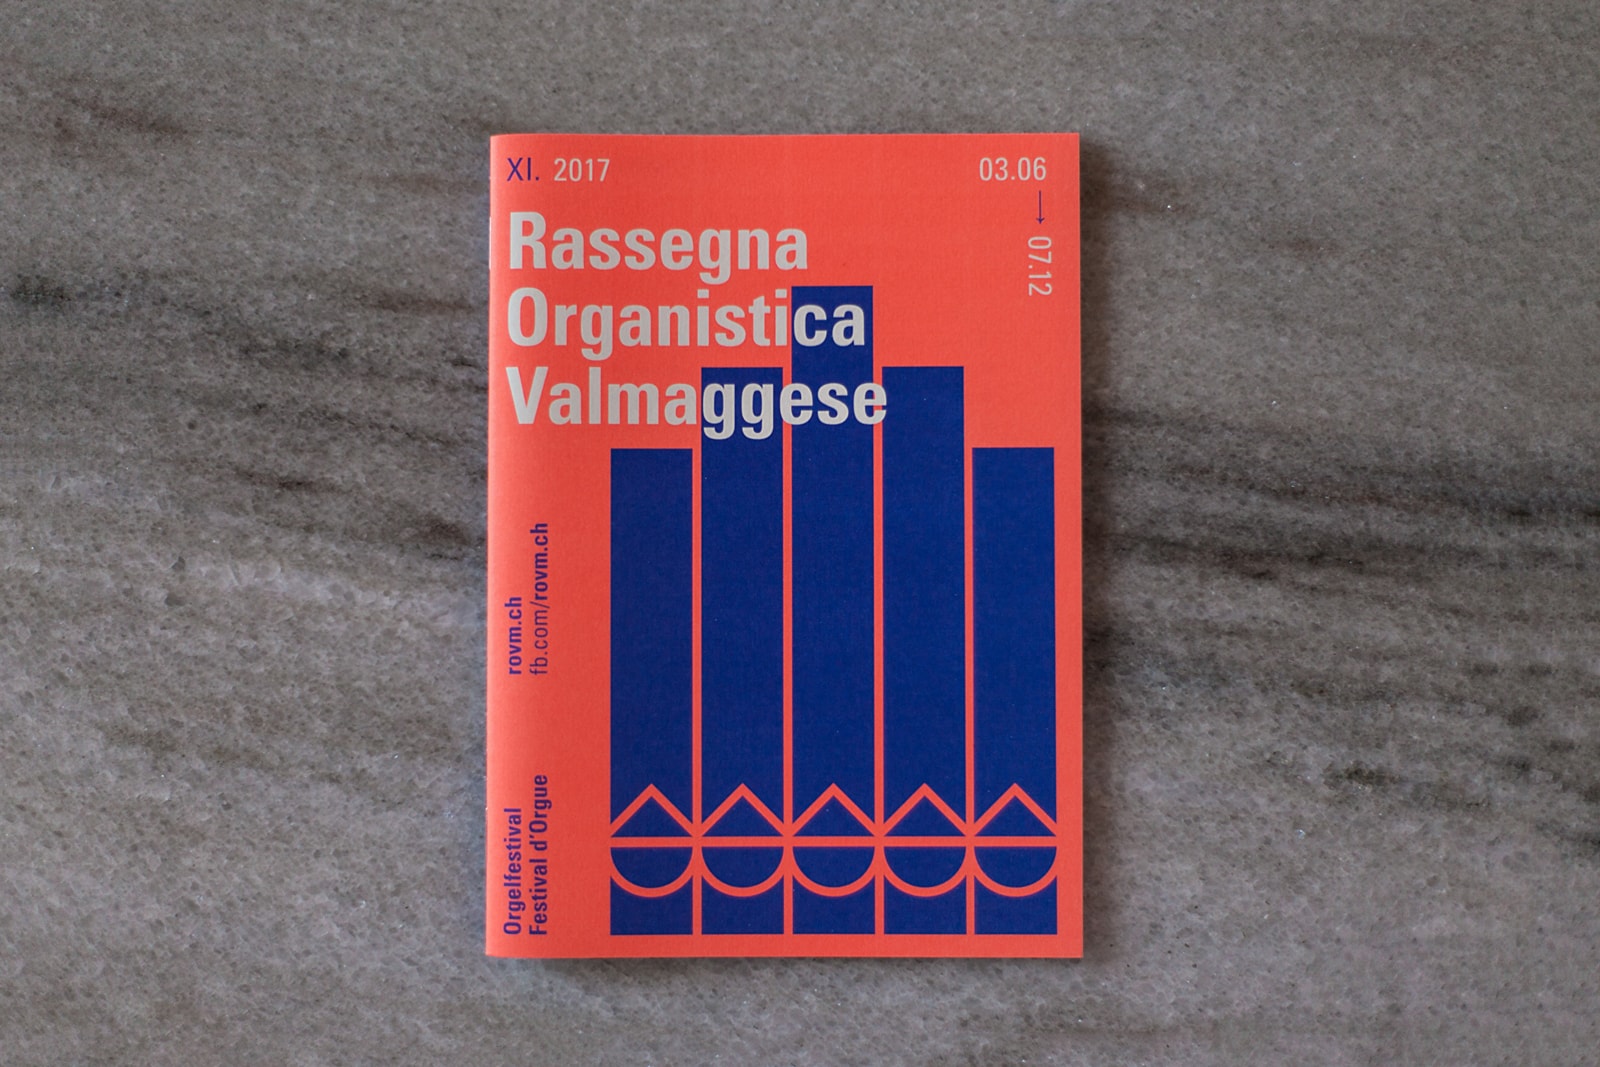 XI. 2017
03.06
→ 07.12
Rassegna
Organistica
Valmaggese
rovm.ch
fb.com/rovm.ch
Orgelfestival
Festival d'Orgue